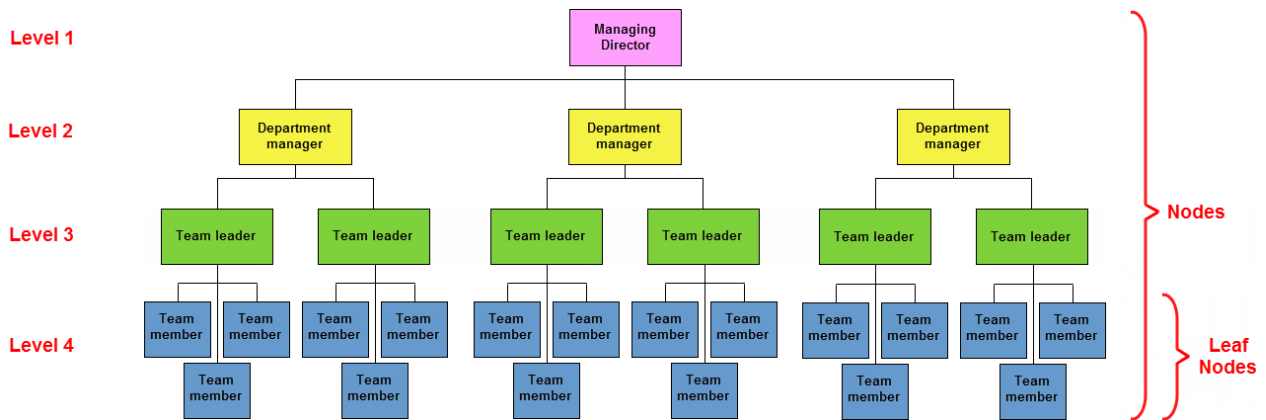 Level 1
Managing
Director
Level 2
Department
manager
Department
manager
Department
manager
Nodes
Level 3
Team leader
Team leader
Team leader
Team leader
Team leader
Team leader
Level 4
Team
member
Team
member
Team
member
Team
member
Team
member
Team
member
Team
member
Team
member
Team
member
Team
member
Team
member
Team
member
Team
member
Team
member
Team
member
Team
member
Team
member
Team
member
Leaf
Nodes